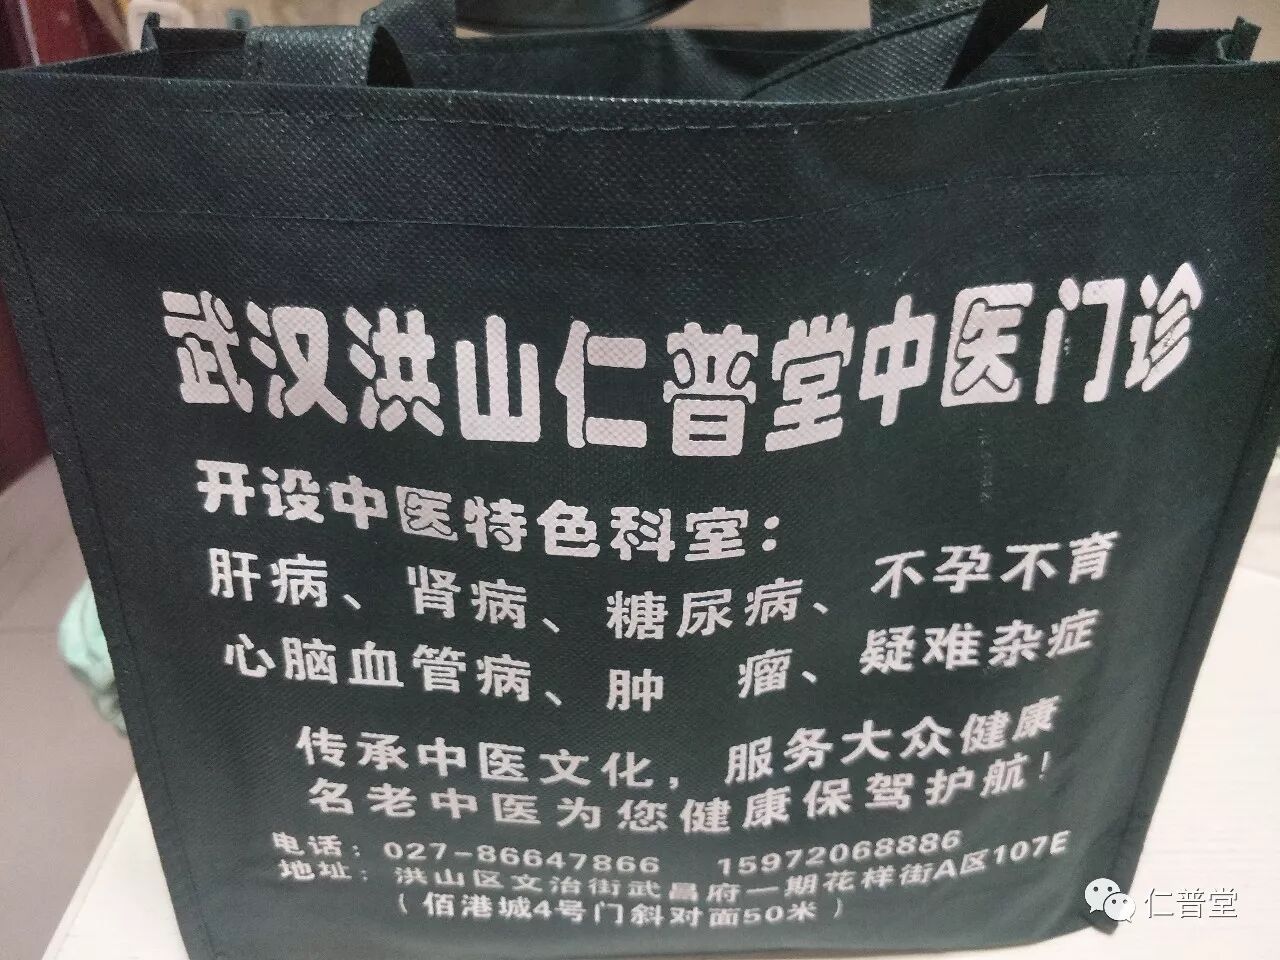 武汉洪山仁普堂中医门诊
开设中医特色科室：
肝病、肾病、糖尿病、不孕不育
心脑血管病、肿 瘤、疑难杂症
传承中医文化，服务大众健康
名老中医为您健康保驾护航！
电话：027-86647866 15972068886
地址：洪山区文治街武昌府一期花样街A区107E
（佰港城4号门斜对面50米）
仁普堂